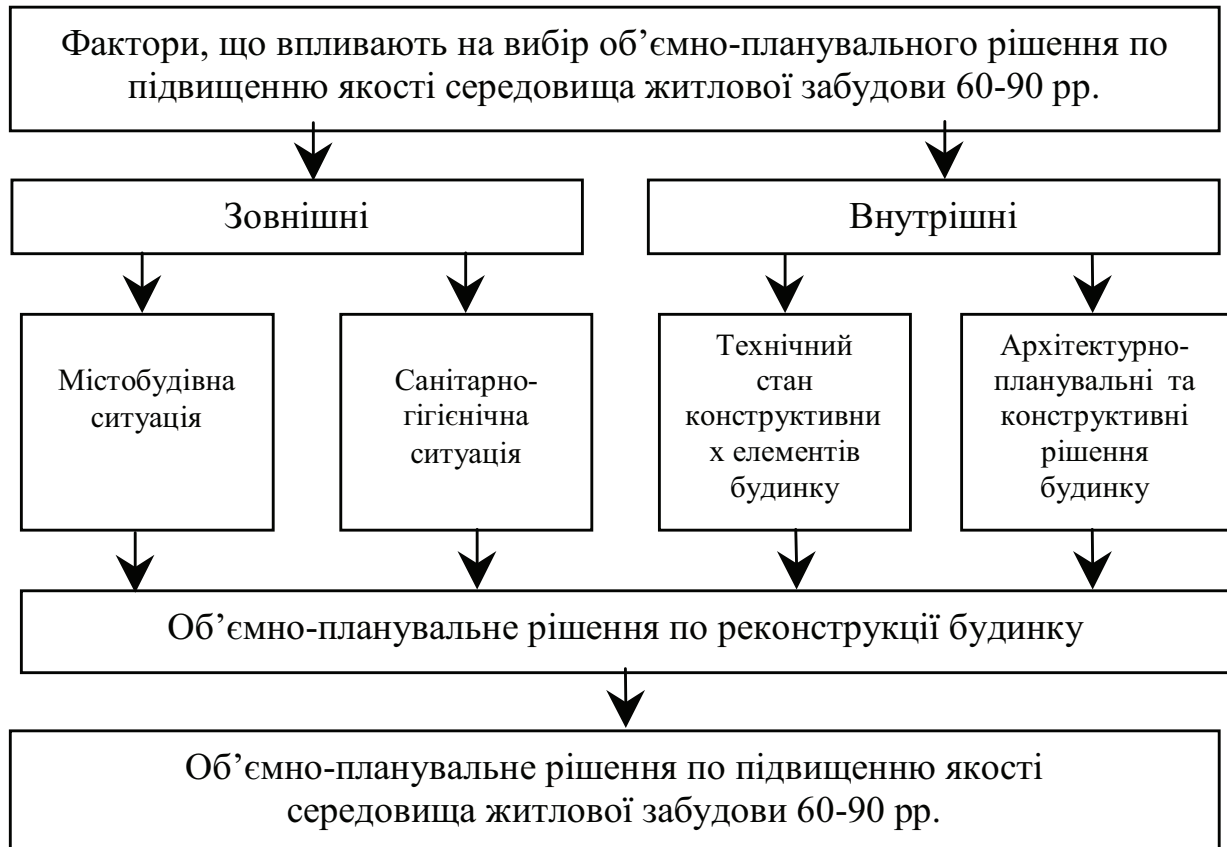 Фактори, що впливають на вибір об’ємно-планувального рішення по
підвищенню якості середовища житлової забудови 60-90 рр.
Зовнішні
Внутрішні
Містобудівна
ситуація
Санітарно-
гігієнічна
ситуація
Технічний
стан
конструктивни
х елементів
будинку
Архітектурно-
планувальні та
конструктивні
рішення
будинку
Об’ємно-планувальне рішення по реконструкції будинку
Об’ємно-планувальне рішення по підвищенню якості
середовища житлової забудови 60-90 рр.